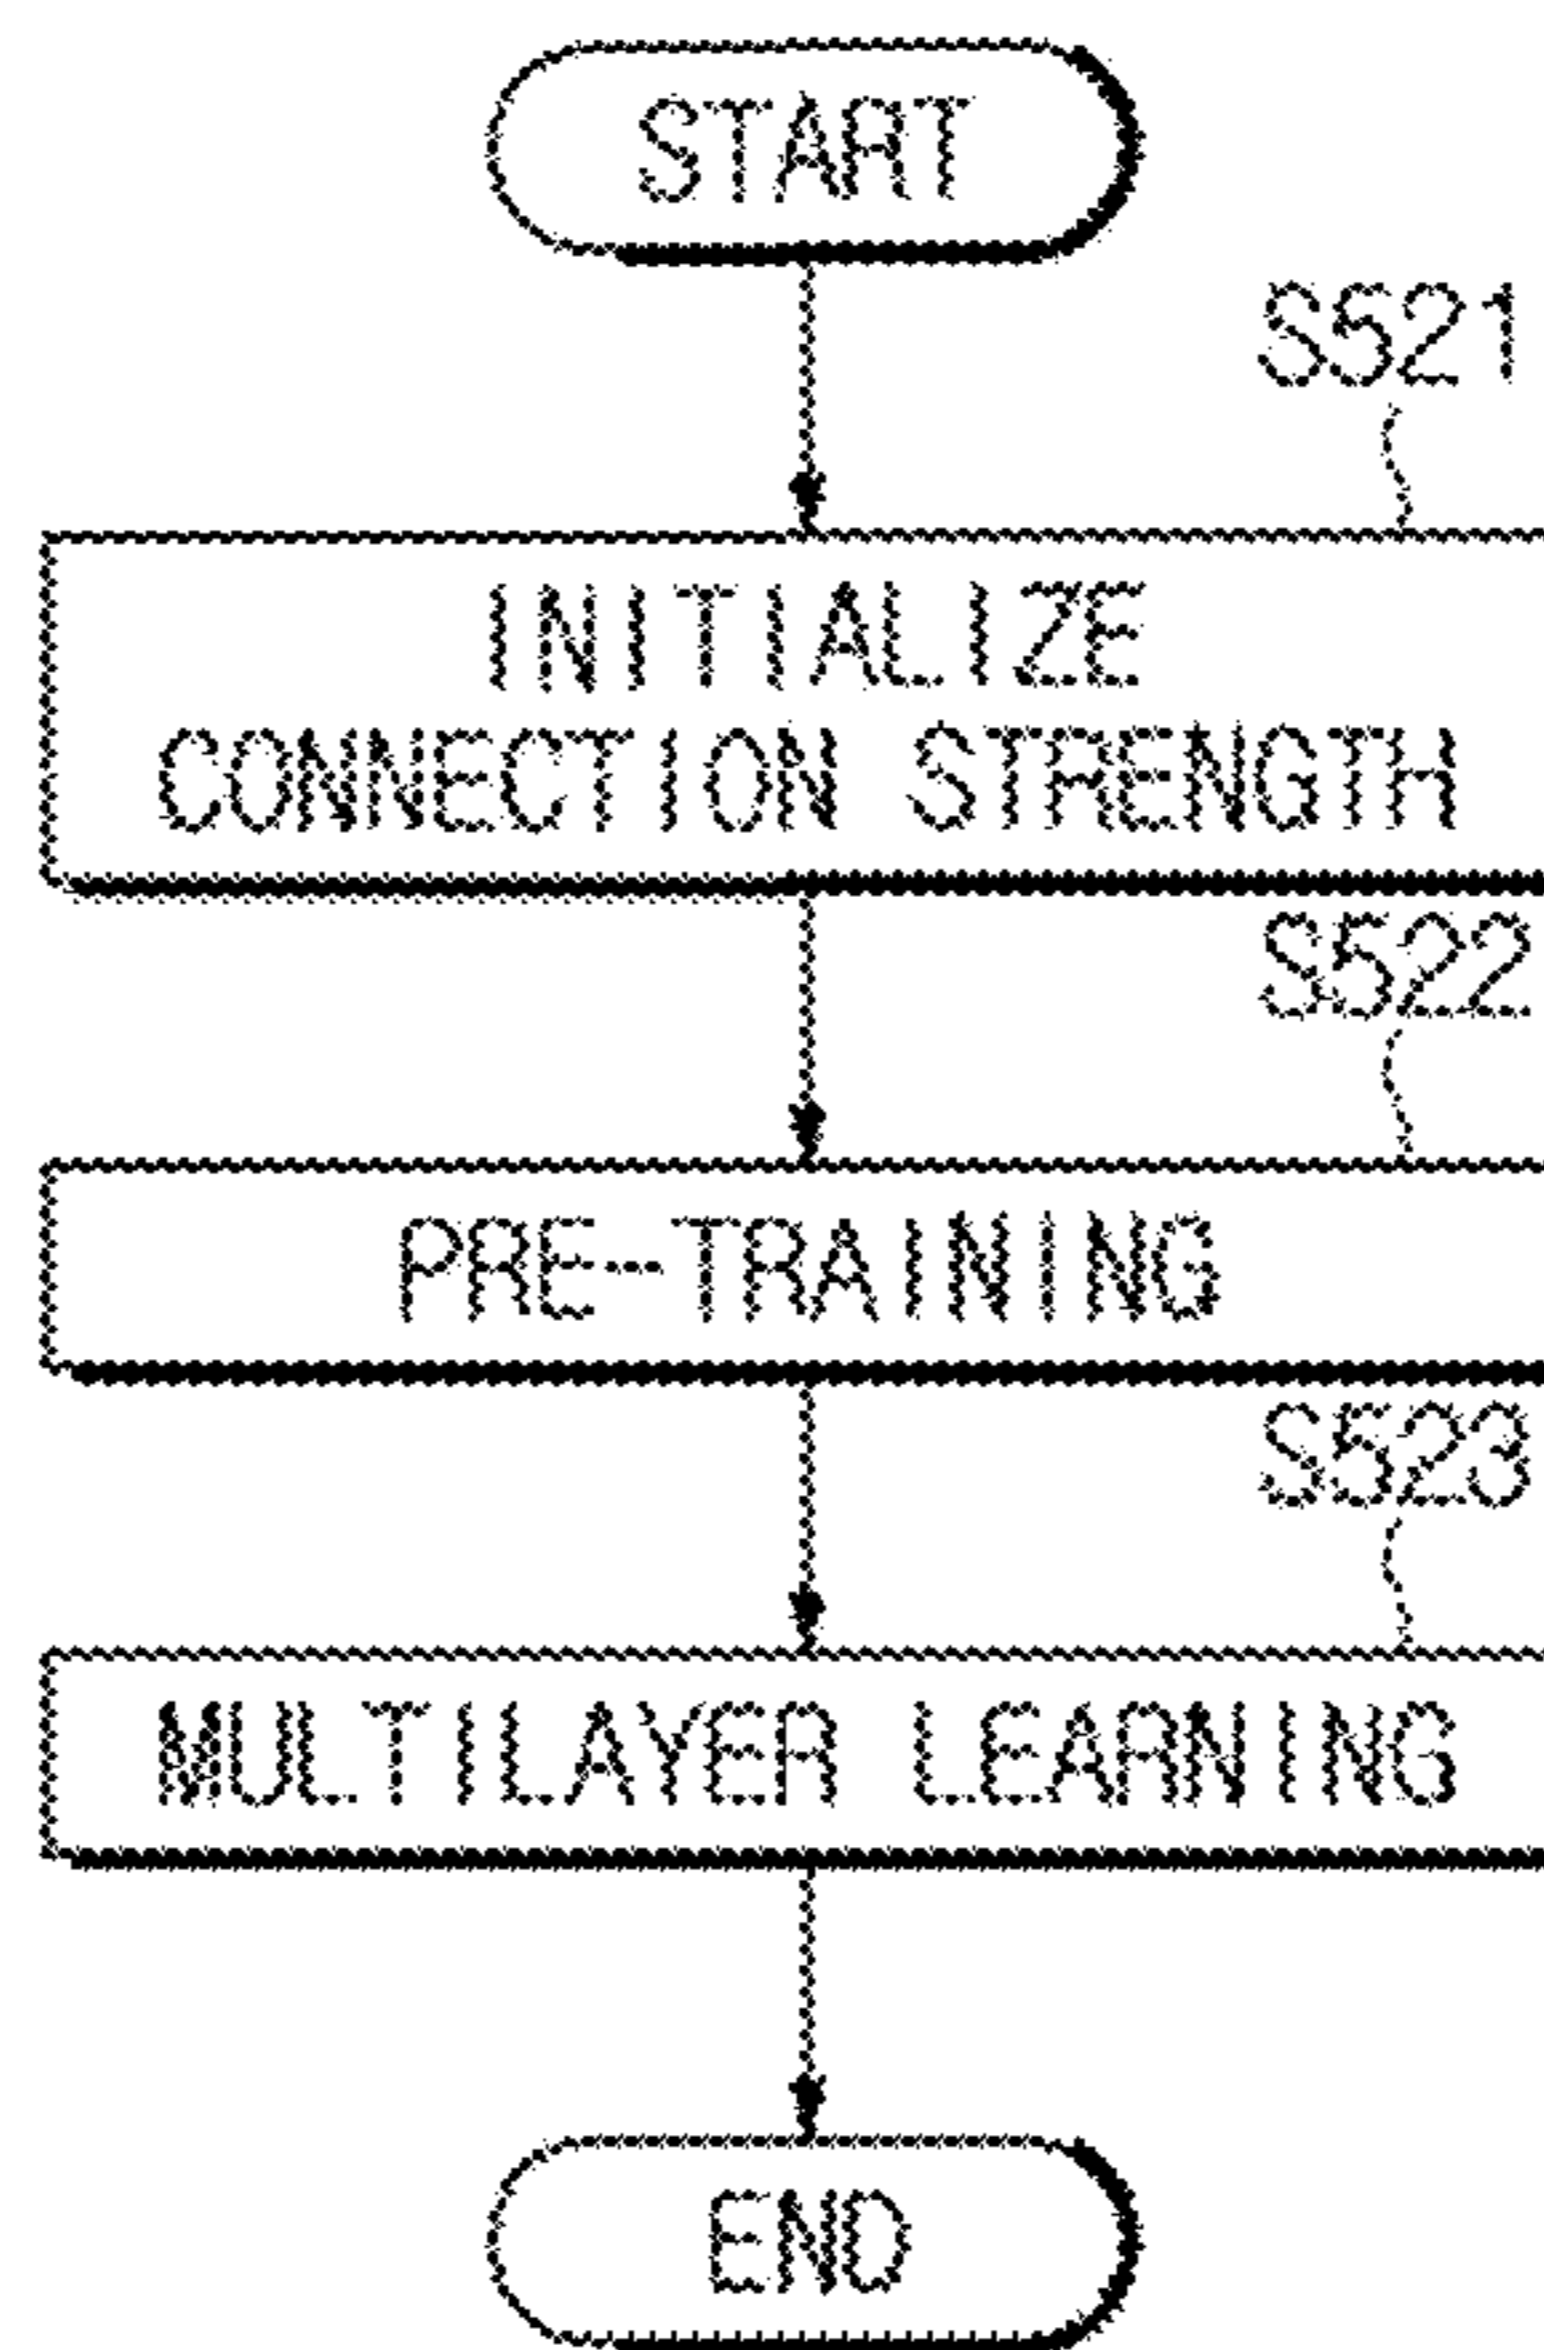 START
S521
INITIALIZE
CONNECTION STRENGTH
S522
PRE-TRAINING
S523
MULTILAYER LEARNING
END